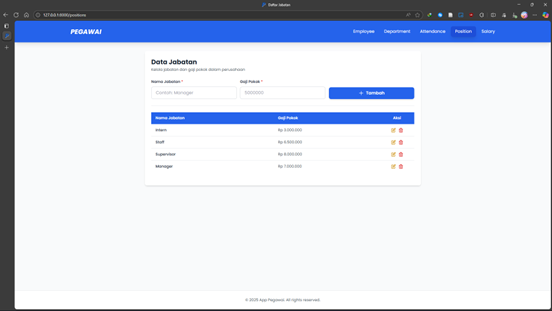 Daftar Jabatan
127.0.0.1:8000/positions
PEGAWAI
Employee Department Attendance Position Salary
Data Jabatan
Kelola jabatan dan gaji pokok dalam perusahaan
Nama Jabatan * Gaji Pokok *
Contoh: Manager 5000000 + Tambah
Nama Jabatan Gaji Pokok Aksi
Intern Rp 3.000.000
Staff Rp 5.550.000
Supervisor Rp 6.000.000
Manager Rp 7.000.000
© 2025 App Pegawai. All rights reserved.